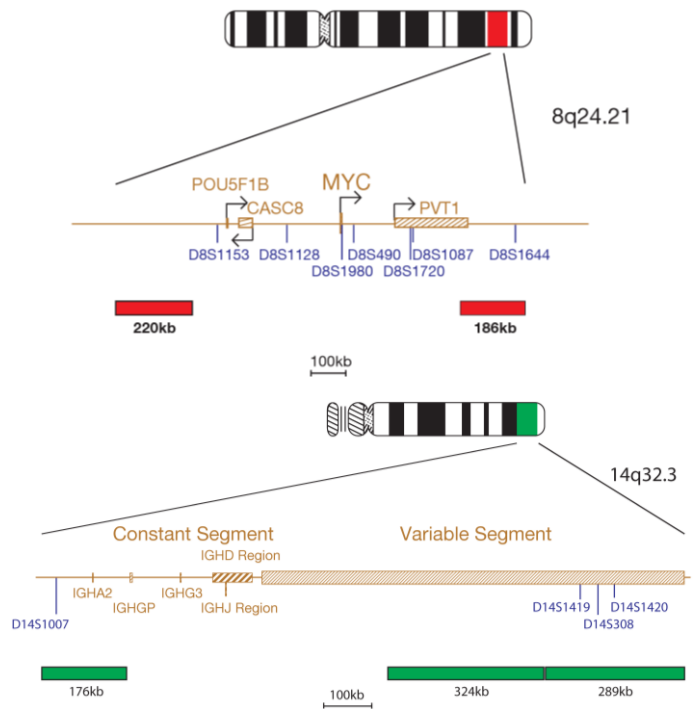 8q24.21
POU5F1B
MYC
CASC8
PVT1
D8S1153
D8S1128
D8S490
D8S1087
D8S1644
D8S1980
D8S1720
220kb
186kb
100kb
14q32.3
Constant Segment
Variable Segment
IGHD Region
IGHA2
IGHG3
IGHGP
IGHJ Region
D14S1007
D14S1419
D14S1420
D14S308
176kb
324kb
289kb
100kb